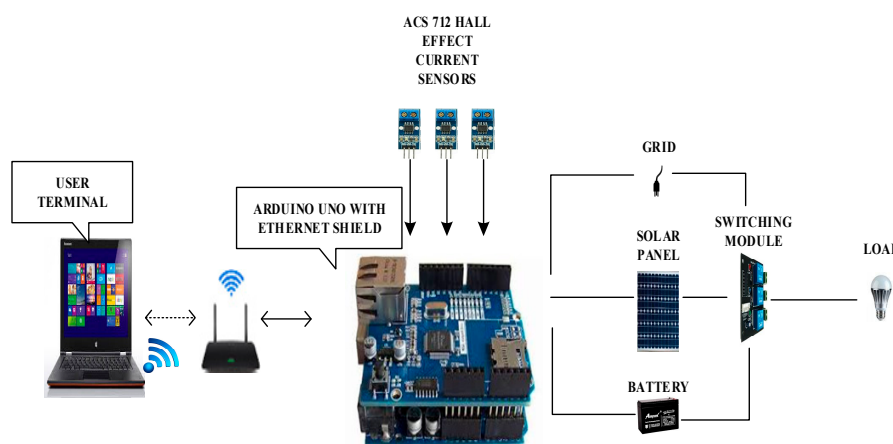 ACS 712 HALL
EFFECT
CURRENT
SENSORS
USER
TERMINAL
ARDUINO UNO WITH
ETHERNET SHIELD
GRID
SOLAR
PANEL
SWITCHING
MODULE
LOAD
BATTERY